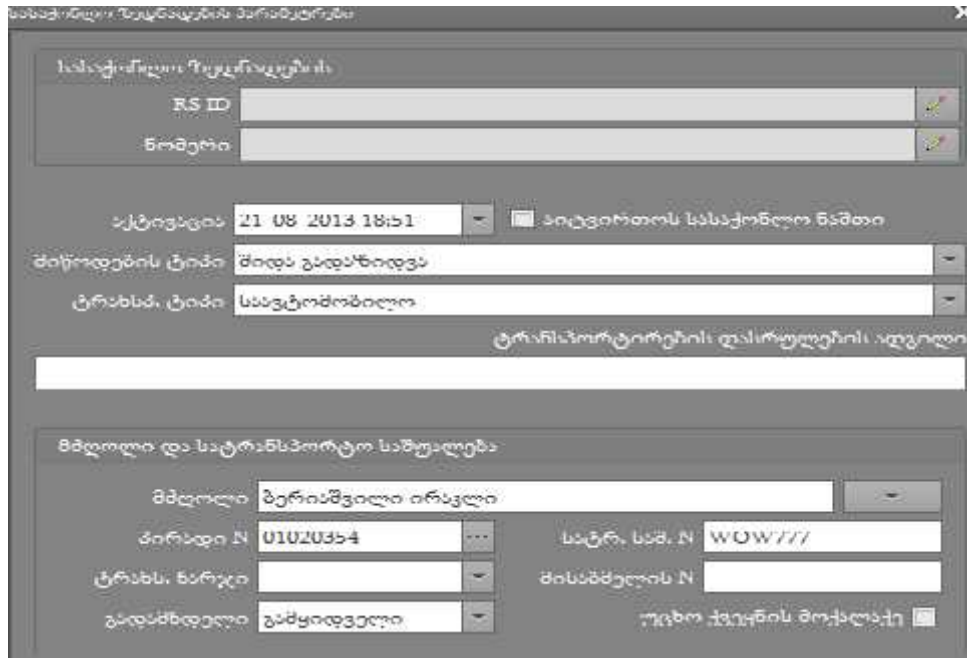 სასაქონლო ზედნადების პარამეტრები
სასაქონლო ზედნადების
RS ID
ნომერი
აქტივაცია 21 08 2013 18:51 აიტვირთოს სასაქონლო ნაშთი
მიწოდების ტიპი შიდა გადაზიდვა
ტრანსპ. ტიპი საავტომობილო
ტრანსპორტირების დასრულების ადგილი
მძღოლი და სატრანსპორტო საშუალება
მძღოლი ბერიაშვილი ირაკლი
პირადი N 01020354 ... სატრ. საშ. N WOW777
ტრანს. ხარჯი მისაბმელის N
გადამხდელი გამყიდველი უცხო ქვეყნის მოქალაქე